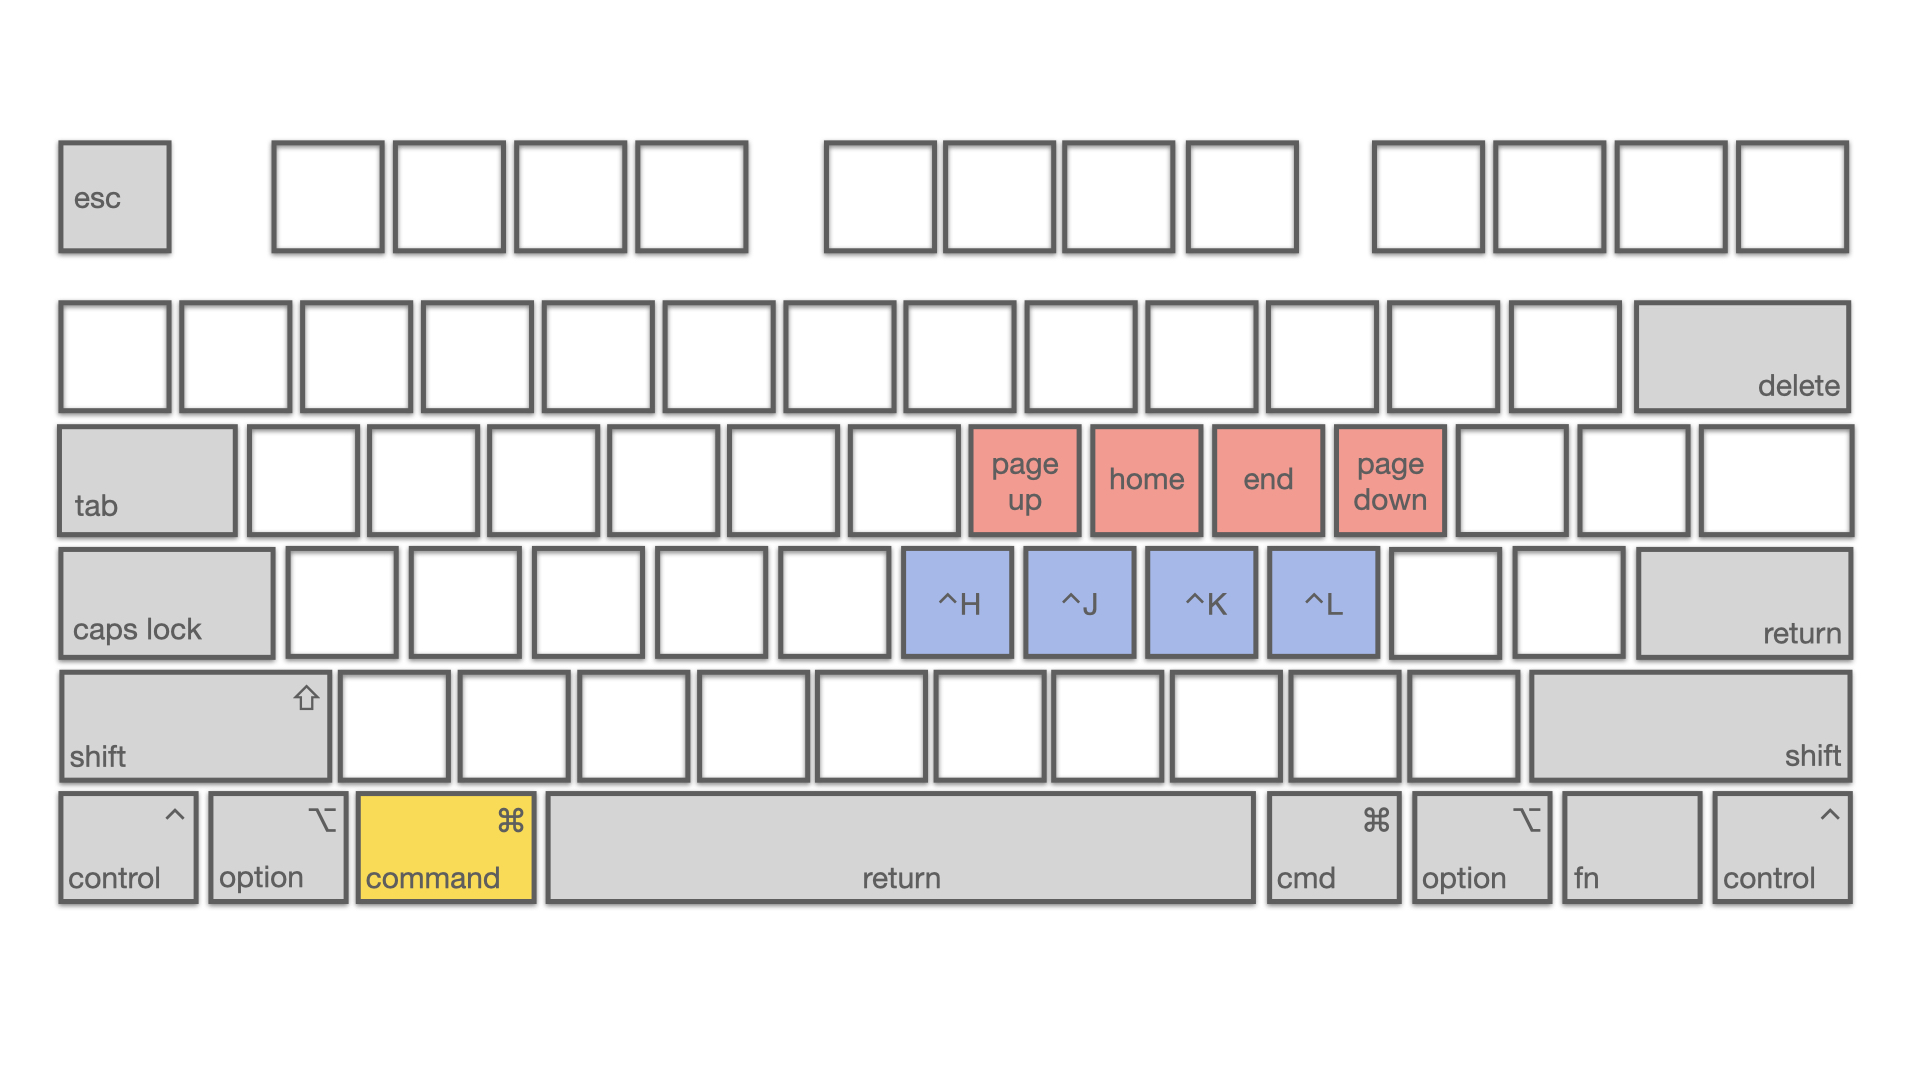 esc
delete
tab
page
up
home
end
page
down
caps lock
^H
^J
^K
^L
return
⇧
shift
shift
^
control
⌥
option
⌘
command
return
⌘
cmd
⌥
option
fn
^
control